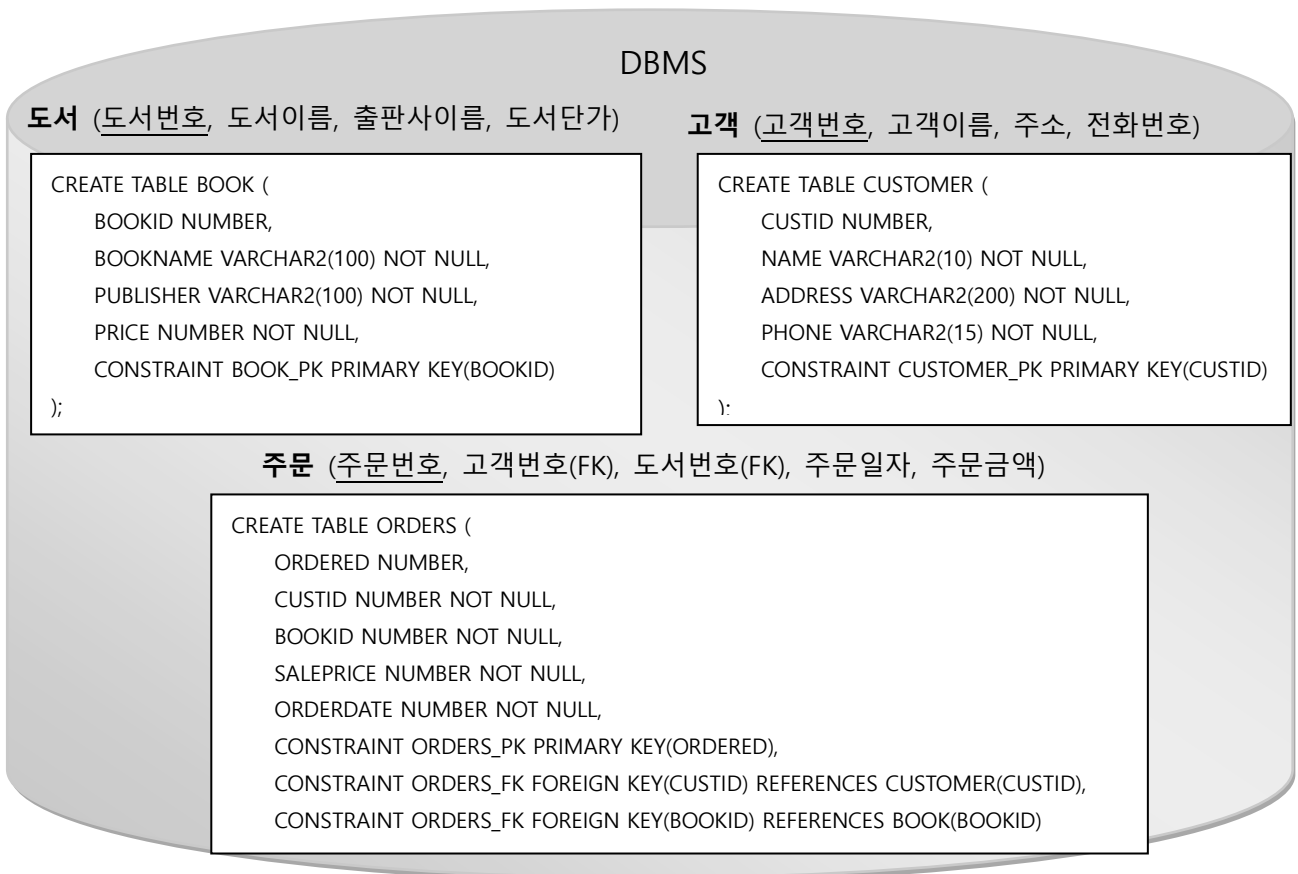 DBMS
도서 (도서번호, 도서이름, 출판사이름, 도서단가)
CREATE TABLE BOOK (
BOOKID NUMBER,
BOOKNAME VARCHAR2(100) NOT NULL,
PUBLISHER VARCHAR2(100) NOT NULL,
PRICE NUMBER NOT NULL,
CONSTRAINT BOOK_PK PRIMARY KEY(BOOKID)
);
고객 (고객번호, 고객이름, 주소, 전화번호)
CREATE TABLE CUSTOMER (
CUSTID NUMBER,
NAME VARCHAR2(10) NOT NULL,
ADDRESS VARCHAR2(200) NOT NULL,
PHONE VARCHAR2(15) NOT NULL,
CONSTRAINT CUSTOMER_PK PRIMARY KEY(CUSTID)
);
주문 (주문번호, 고객번호(FK), 도서번호(FK), 주문일자, 주문금액)
CREATE TABLE ORDERS (
ORDERED NUMBER,
CUSTID NUMBER NOT NULL,
BOOKID NUMBER NOT NULL,
SALEPRICE NUMBER NOT NULL,
ORDERDATE NUMBER NOT NULL,
CONSTRAINT ORDERS_PK PRIMARY KEY(ORDERED),
CONSTRAINT ORDERS_FK FOREIGN KEY(CUSTID) REFERENCES CUSTOMER(CUSTID),
CONSTRAINT ORDERS_FK FOREIGN KEY(BOOKID) REFERENCES BOOK(BOOKID)